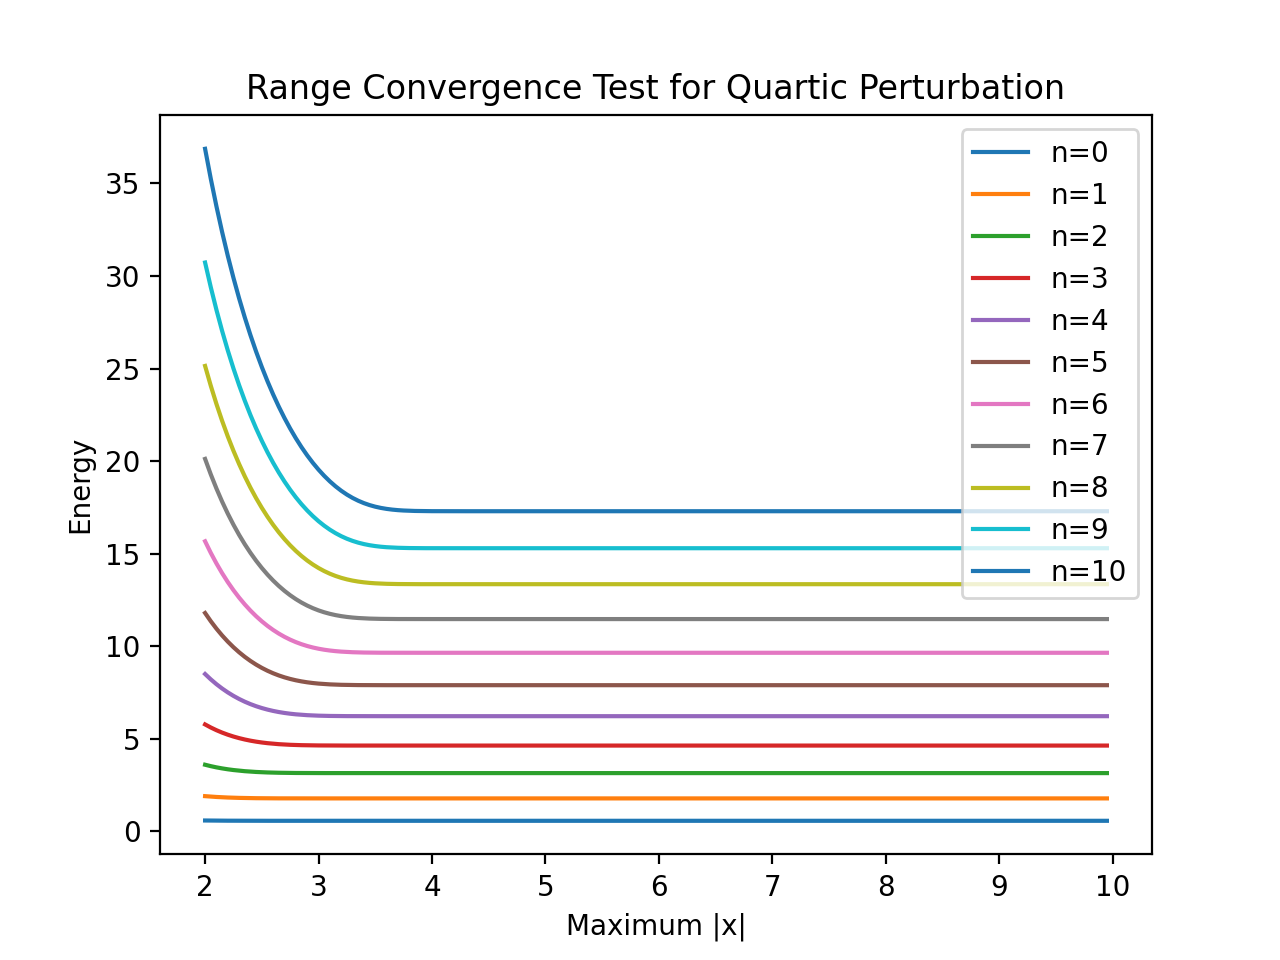 Range Convergence Test for Quartic Perturbation
n=0
n=1
n=2
n=3
n=4
n=5
n=6
n=7
n=8
n=9
n=10
35
30
25
20
15
10
5
0
Energy
2 3 4 5 6 7 8 9 10
Maximum |x|